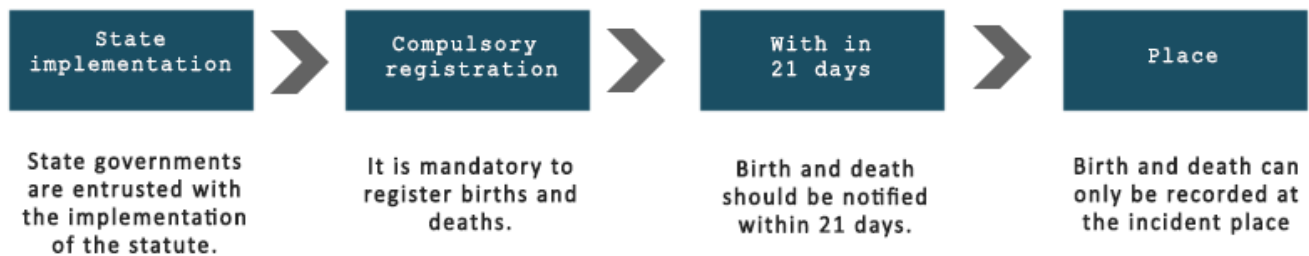 State
implementation
Compulsory
registration
With in
21 days
Place
State governments
are entrusted with
the implementation
of the statute.
It is mandatory to
register births and
deaths.
Birth and death
should be notified
within 21 days.
Birth and death can
only be recorded at
the incident place